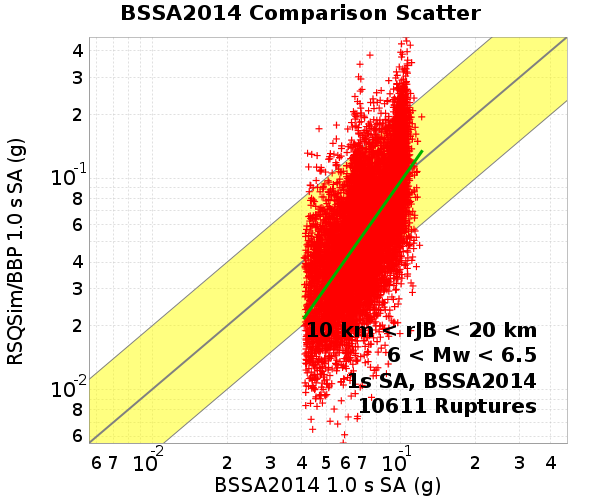 BSSA2014 Comparison Scatter
RSQSim/BBP 1.0 s SA (g)
4
3
2
10-1
8
6
4
3
2
10-2
8
6
10 km < rJB < 20 km
6 < Mw < 6.5
1s SA, BSSA2014
10611 Ruptures
6 7 10-2 2 3 4 5 6 7 10-1 2 3 4
BSSA2014 1.0 s SA (g)